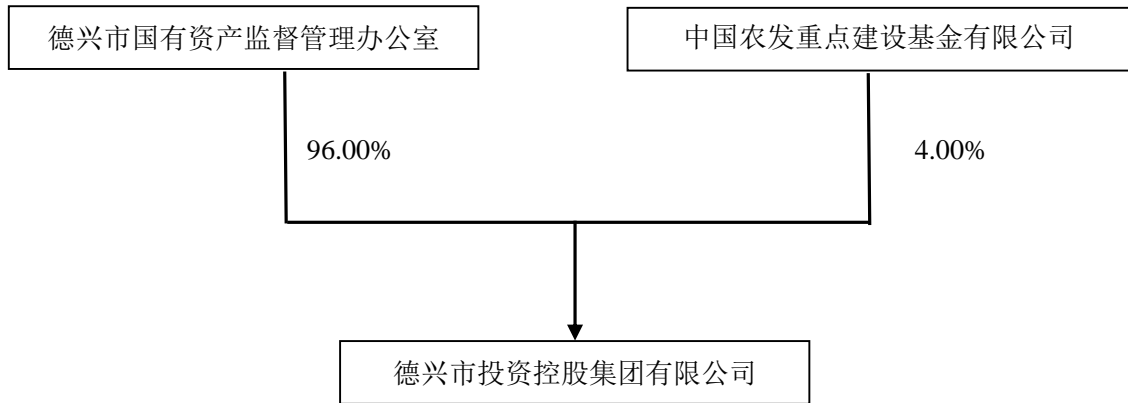 德兴市国有资产监督管理办公室
中国农发重点建设基金有限公司
96.00%
4.00%
德兴市投资控股集团有限公司